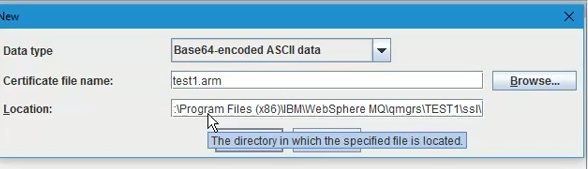 New
Data type
Base64-encoded ASCII data
Certificate file name:
test1.arm
Browse...
Location:
:\Program Files (x86)\IBM\WebSphere MQ\qmgrs\TEST1\ssl\
The directory in which the specified file is located.